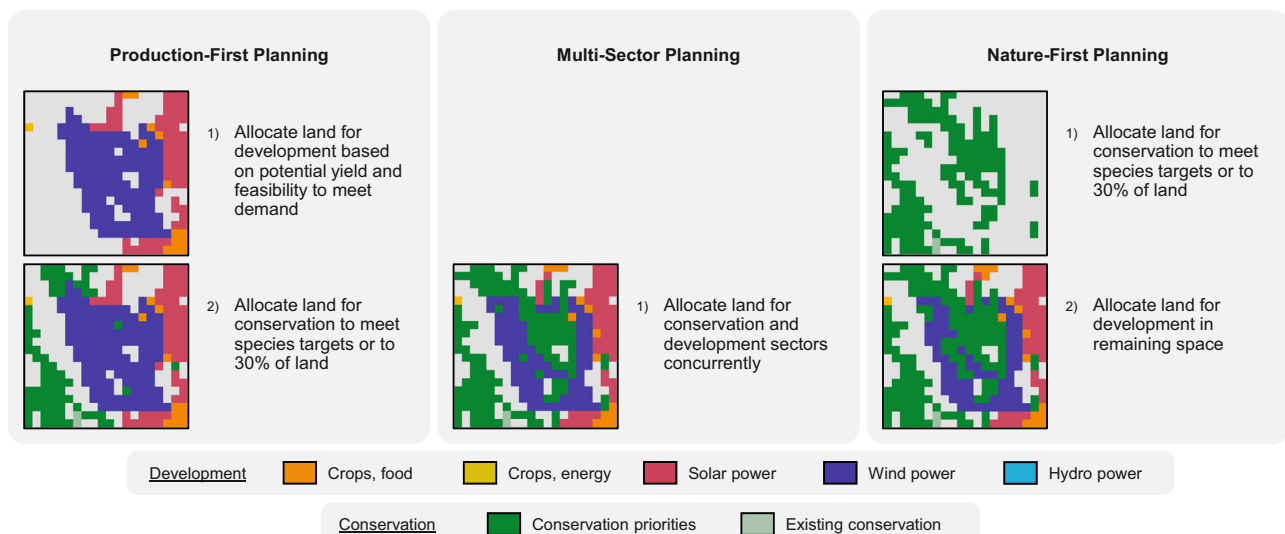 Production-First Planning
1) Allocate land for
development based
on potential yield and
feasibility to meet
demand
2) Allocate land for
conservation to meet
species targets or to
30% of land
Multi-Sector Planning
1) Allocate land for
conservation and
development sectors
concurrently
Nature-First Planning
1) Allocate land for
conservation to meet
species targets or to
30% of land
2) Allocate land for
development in
remaining space
Development Crops, food Crops, energy Solar power Wind power Hydro power
Conservation Conservation priorities Existing conservation